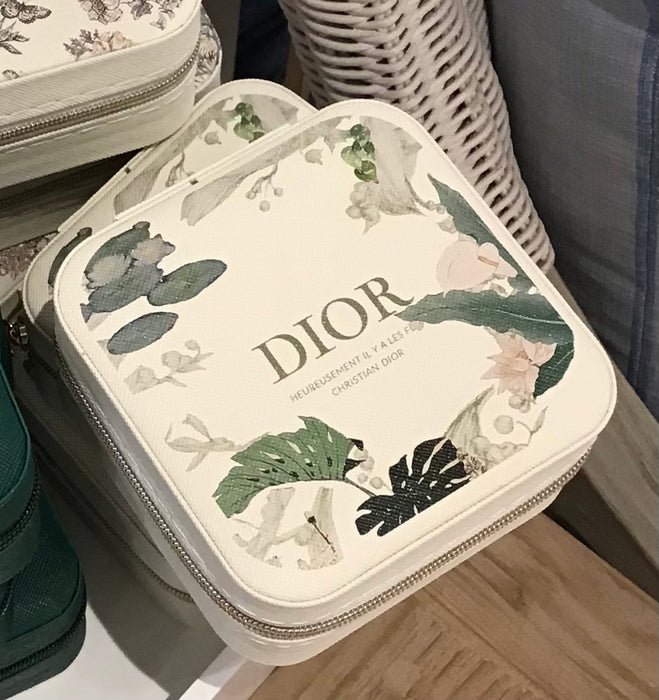 DIOR
HEUREUSEMENT IL Y A LES
CHRISTIAN DIOR